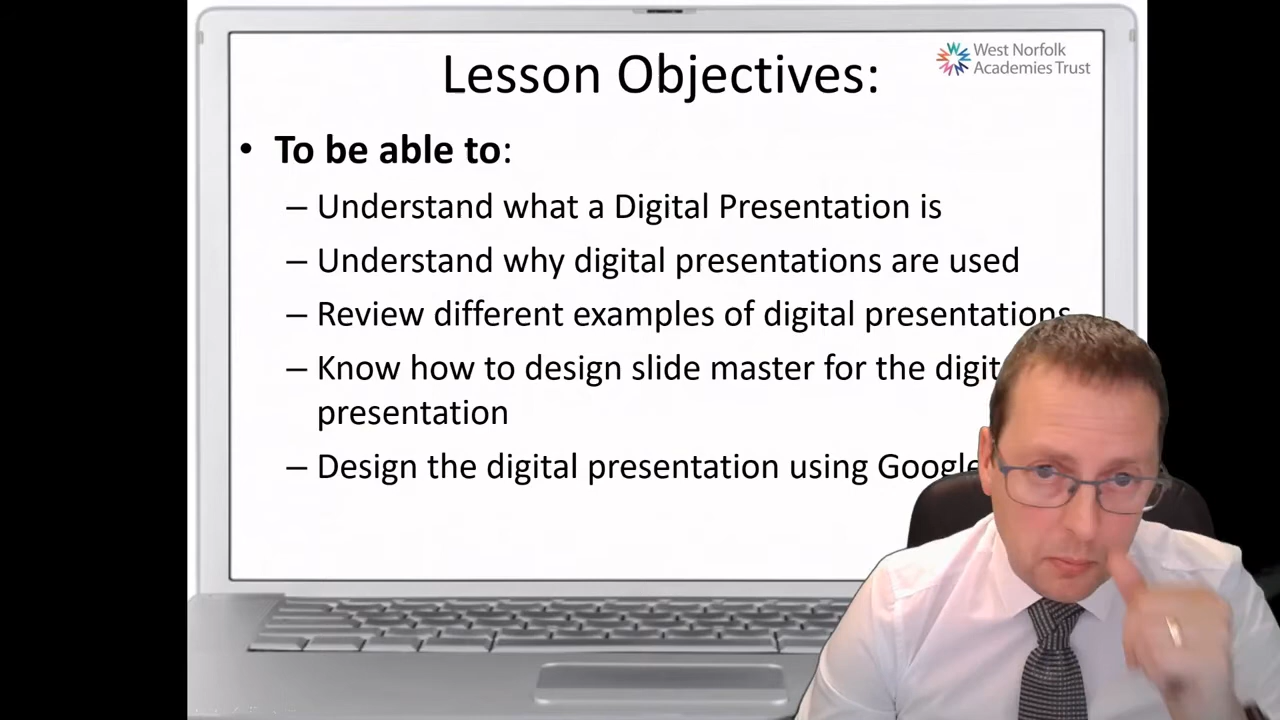 Lesson Objectives:
West Norfolk
Academies Trust
• To be able to:
– Understand what a Digital Presentation is
– Understand why digital presentations are used
– Review different examples of digital presentations
– Know how to design slide master for the
presentation
– Design the digital presentation using Google